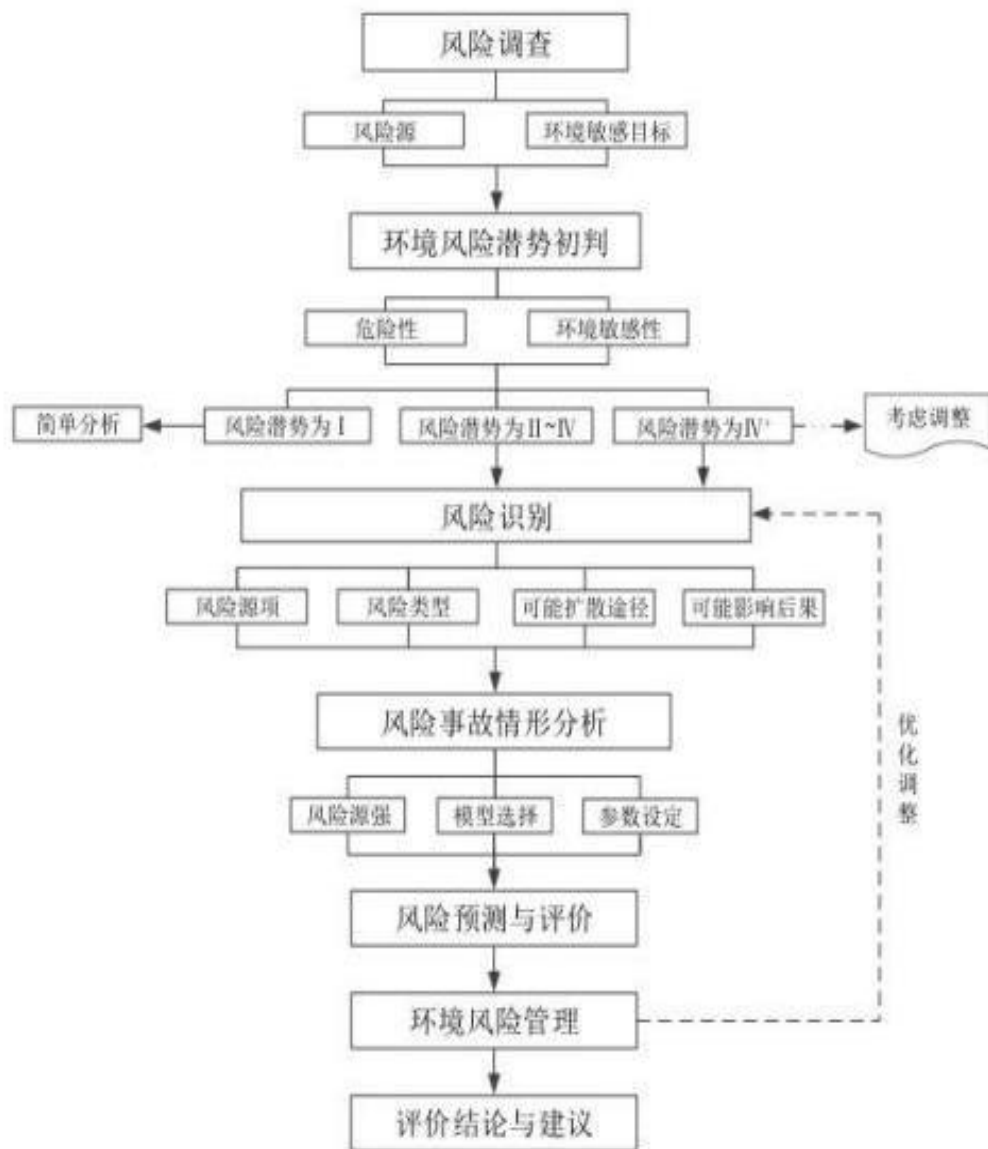 风险调查
风险源
环境敏感目标
环境风险潜势初判
危险性
环境敏感性
简单分析
风险潜势为Ⅰ
风险潜势为Ⅱ~Ⅳ
风险潜势为Ⅳ⁺
考虑调整
风险识别
风险源项
风险类型
可能扩散途径
可能影响后果
风险事故情形分析
优化调整
风险源强
模型选择
参数设定
风险预测与评价
环境风险管理
评价结论与建议